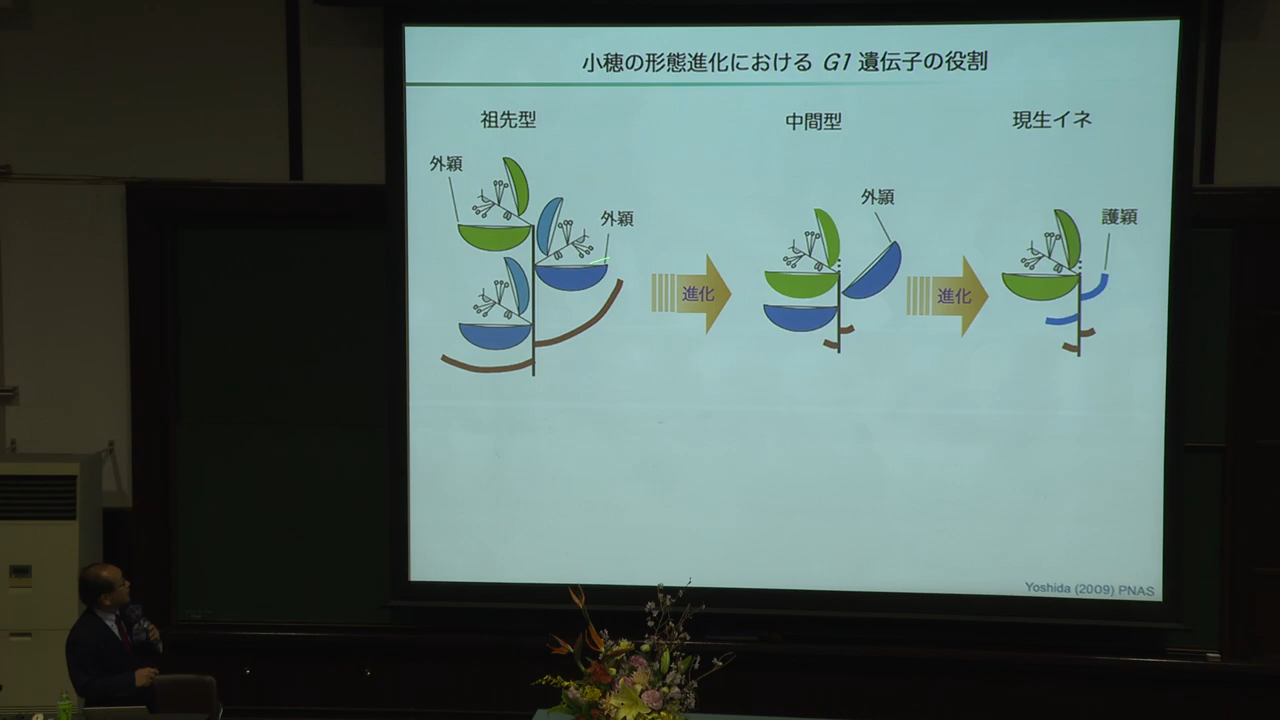 小穂の形態進化における G1 遺伝子の役割
祖先型
中間型
現生イネ
外穎
外穎
外穎
護穎
進化
進化
Yoshida (2009) PNAS